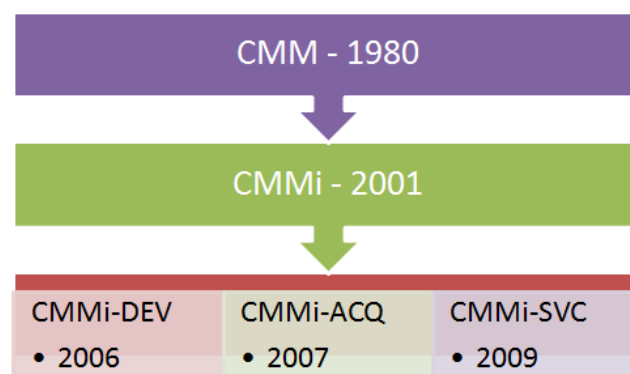 CMM - 1980
CMMi - 2001
CMMi-DEV
• 2006
CMMi-ACQ
• 2007
CMMi-SVC
• 2009